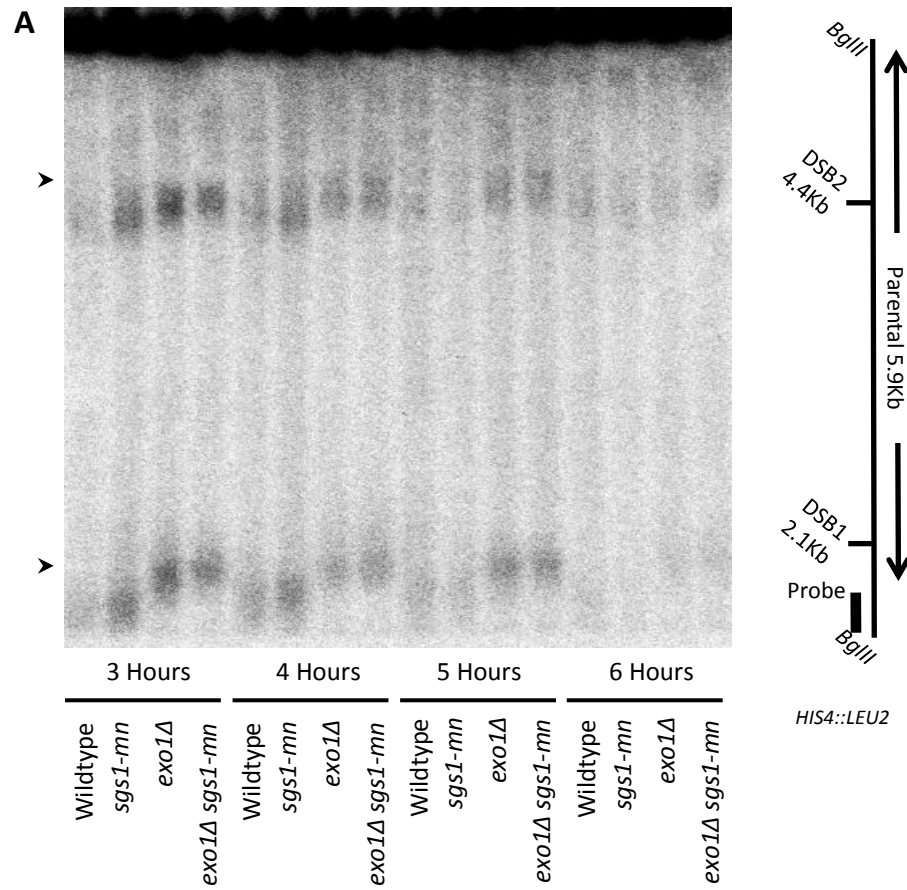 A
BglII
DSB2
4.4Kb
Parental 5.9Kb
DSB1
2.1Kb
Probe
BglII
HIS4::LEU2
3 Hours
4 Hours
5 Hours
6 Hours
Wildtype
sgs1-mn
exo1Δ
exo1Δ sgs1-mn
Wildtype
sgs1-mn
exo1Δ
exo1Δ sgs1-mn
Wildtype
sgs1-mn
exo1Δ
exo1Δ sgs1-mn
Wildtype
sgs1-mn
exo1Δ
exo1Δ sgs1-mn